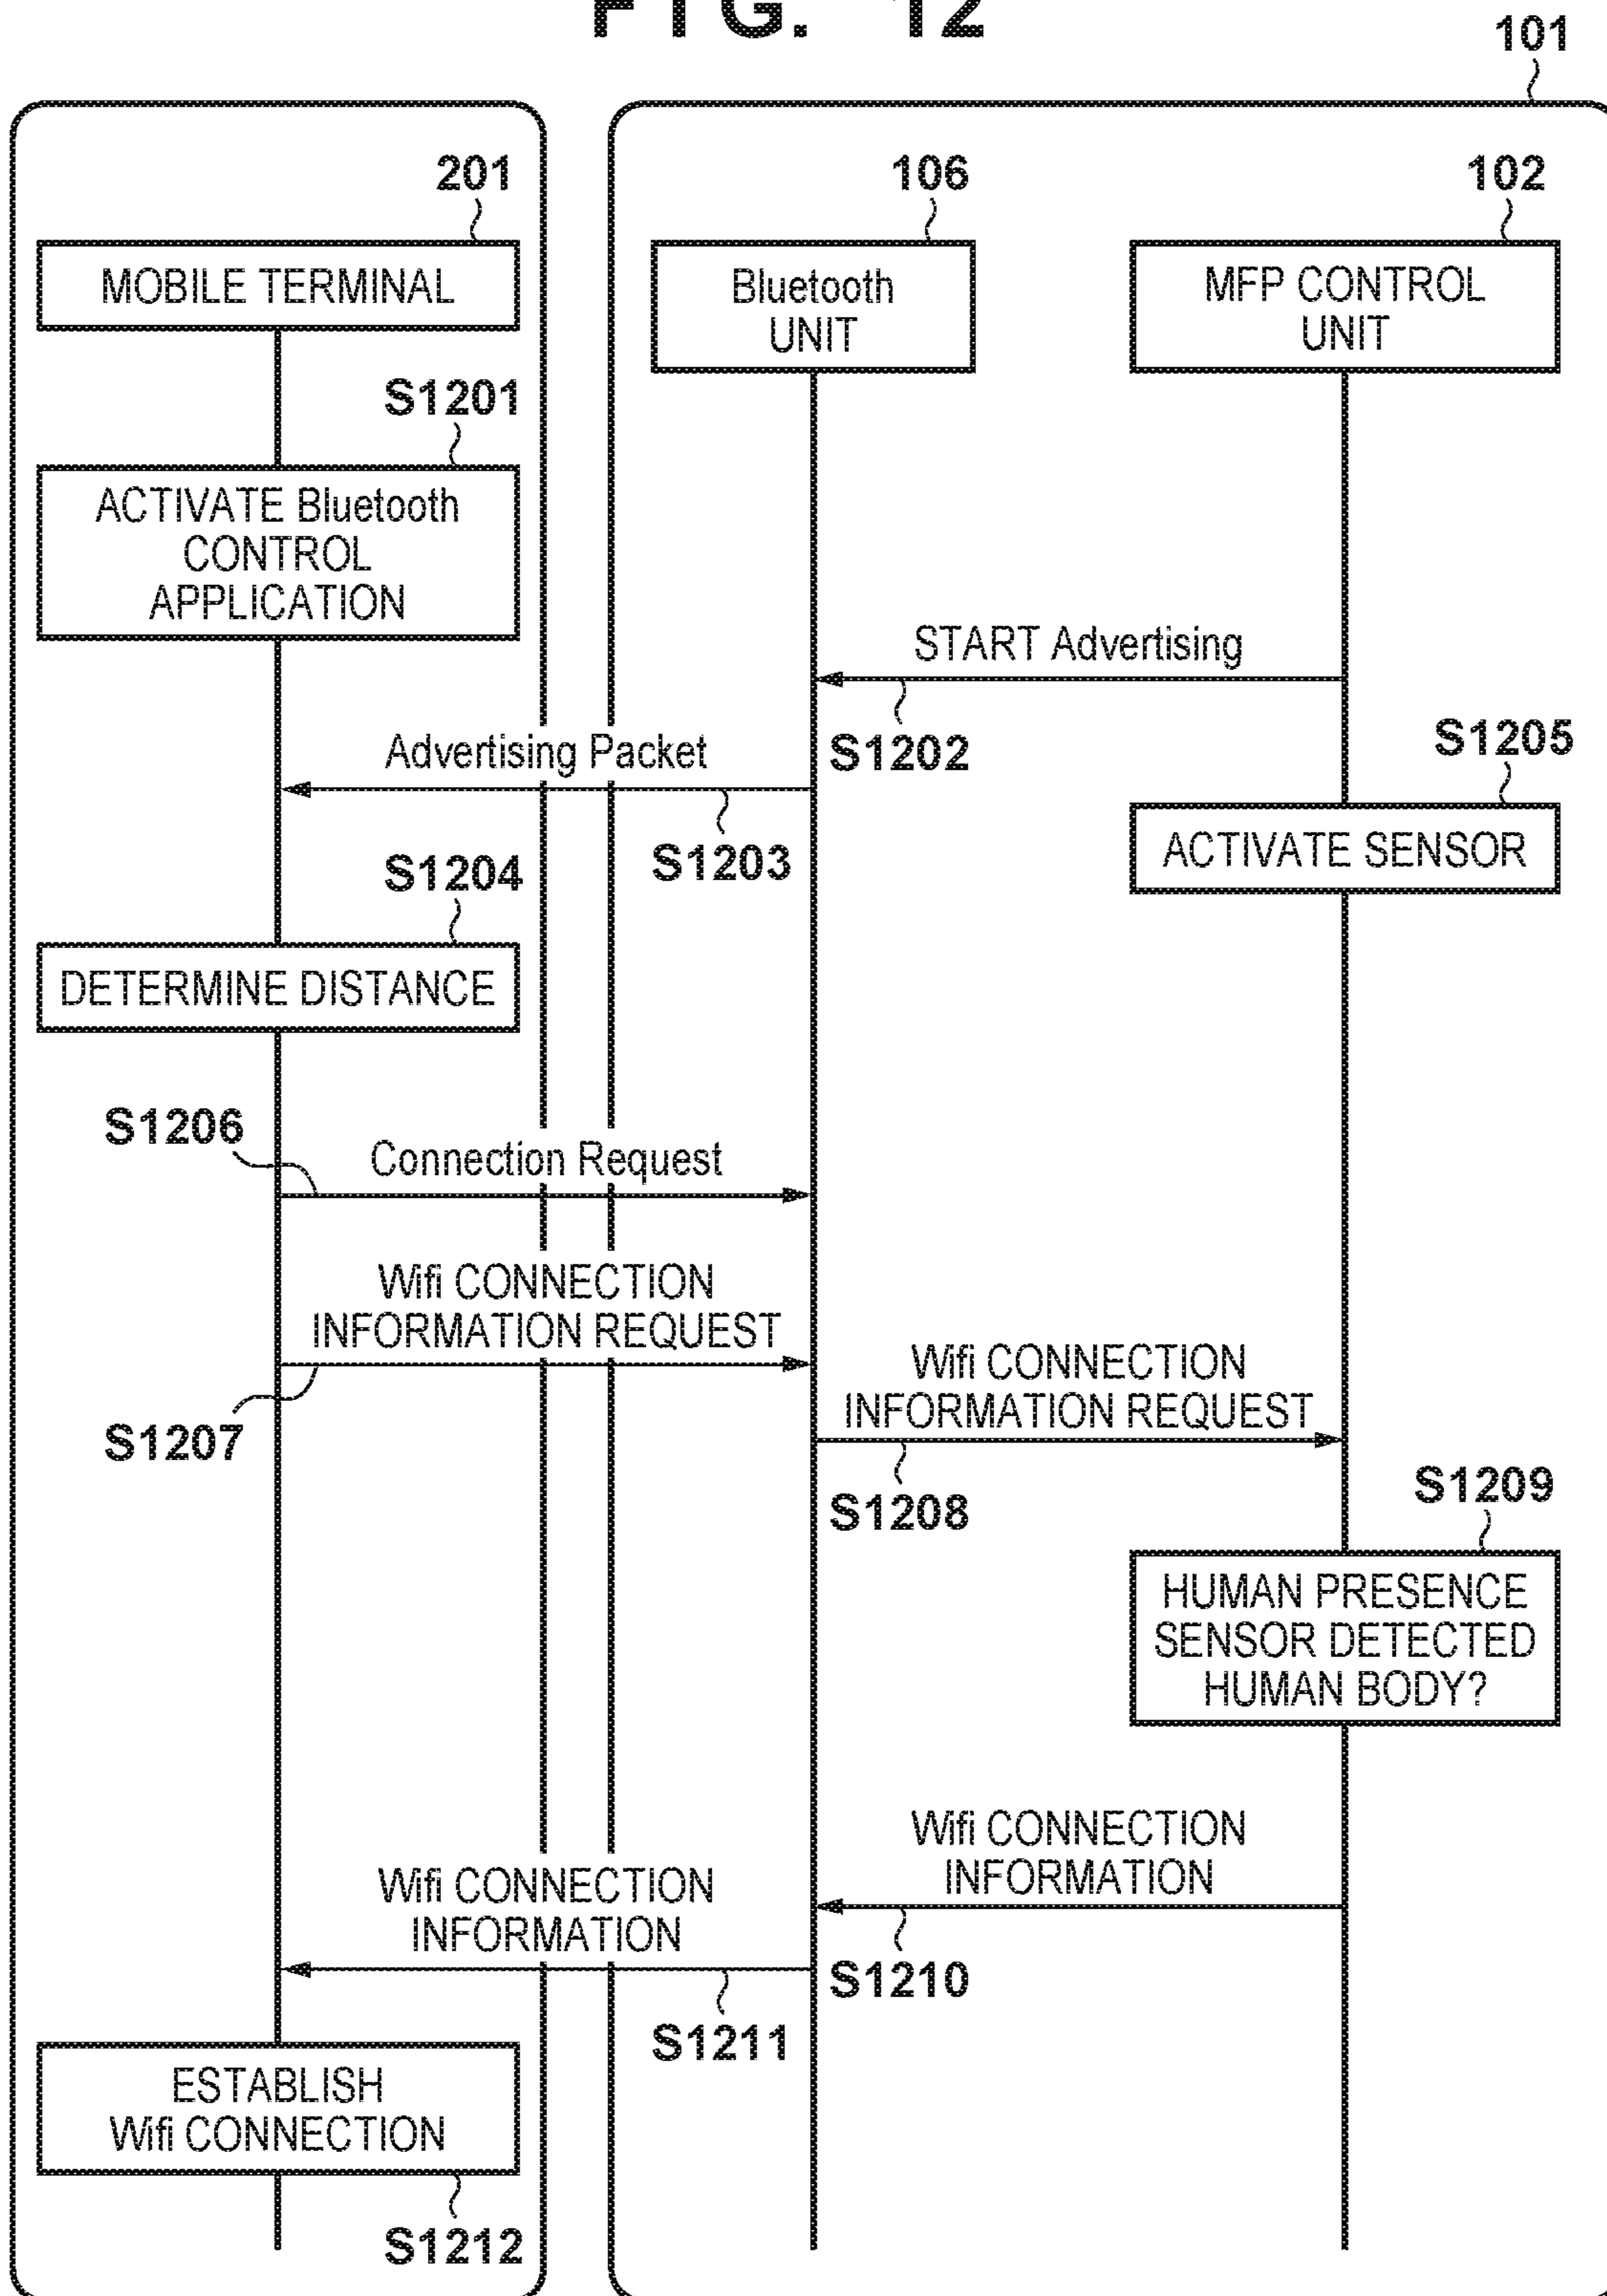 FIG. 12
101
201
106
102
MOBILE TERMINAL
Bluetooth
UNIT
MFP CONTROL
UNIT
S1201
ACTIVATE Bluetooth
CONTROL
APPLICATION
START Advertising
S1202
Advertising Packet
S1203
S1205
ACTIVATE SENSOR
S1204
DETERMINE DISTANCE
S1206
Connection Request
Wifi CONNECTION
INFORMATION REQUEST
S1207
Wifi CONNECTION
INFORMATION REQUEST
S1208
S1209
HUMAN PRESENCE
SENSOR DETECTED
HUMAN BODY?
Wifi CONNECTION
INFORMATION
S1210
Wifi CONNECTION
INFORMATION
S1211
ESTABLISH
Wifi CONNECTION
S1212